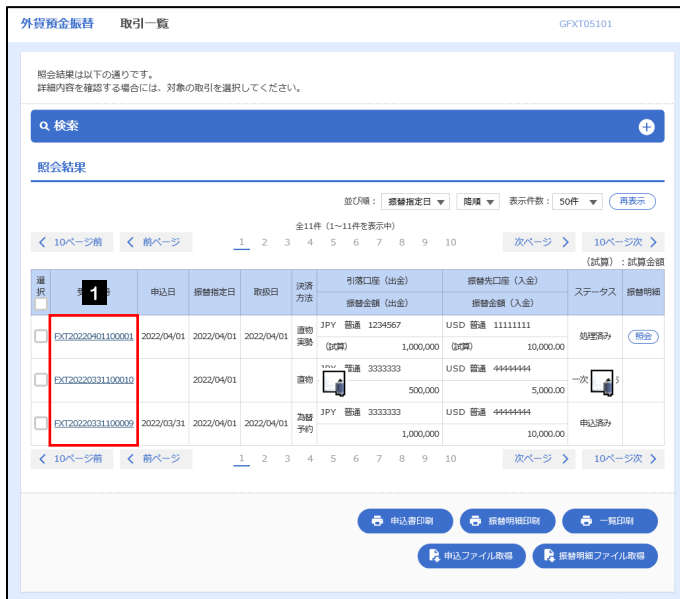 外貨預金振替 取引一覧 GFXT05101
照会結果は以下の通りです。
詳細内容を確認する場合には、対象の取引を選択してください。
検索
照会結果
並び順： 振替指定日 降順 表示件数： 50件 再表示
全11件（1～11件を表示中）
10ページ前 前ページ 1 2 3 4 5 6 7 8 9 10 次ページ 10ページ次
（試算）：試算金額
選択 1 申込日 振替指定日 取扱日 決済方法 引落口座（出金） 振替先口座（入金） ステータス 振替明細
振替金額（出金） 振替金額（入金）
FXT20220401100001 2022/04/01 2022/04/01 2022/04/01 直物実勢 JPY 普通 1234567 USD 普通 11111111 処理済み 照会
（試算） 1,000,000 （試算） 10,000.00
FXT20220331100010 2022/04/01 直物 普通 3333333 USD 普通 44444444 一次
500,000 5,000.00
FXT20220331100009 2022/03/31 2022/04/01 2022/04/01 為替予約 JPY 普通 3333333 USD 普通 44444444 申込済み
1,000,000 10,000.00
10ページ前 前ページ 1 2 3 4 5 6 7 8 9 10 次ページ 10ページ次
申込書印刷 振替明細印刷 一覧印刷
申込ファイル取得 振替明細ファイル取得